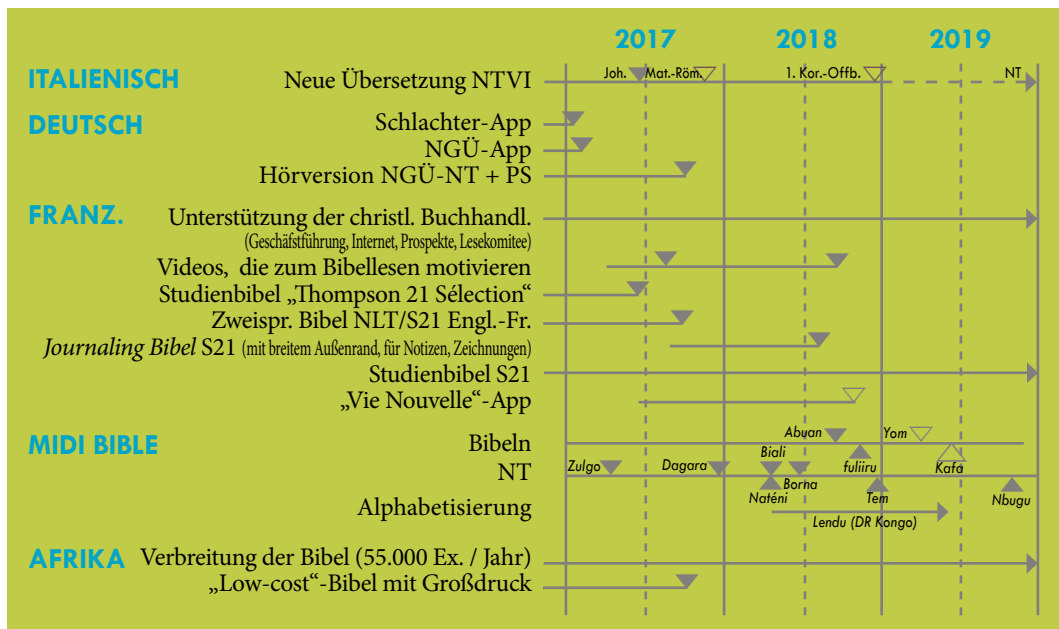 2017 2018 2019
ITALIENISCH Neue Übersetzung NTVI Joh. Mat.-Röm. 1. Kor.-Offb. NT
DEUTSCH Schlachter-App
NGÜ-App
Hörversion NGÜ-NT + PS
FRANZ. Unterstützung der christl. Buchhandl.
(Geschäfstführung, Internet, Prospekte, Lesekomitee)
Videos, die zum Bibellesen motivieren
Studienbibel „Thompson 21 Sélection“
Zweispr. Bibel NLT/S21 Engl.-Fr.
Journaling Bibel S21 (mit breitem Außenrand, für Notizen, Zeichnungen)
Studienbibel S21
„Vie Nouvelle“-App
MIDI BIBLE Bibeln Abuan Yom
Biali fuliiru Kafa
NT Zulgo Dagara
Naténi Borna Tem Nbugu
Alphabetisierung Lendu (DR Kongo)
AFRIKA Verbreitung der Bibel (55.000 Ex. / Jahr)
„Low-cost“-Bibel mit Großdruck